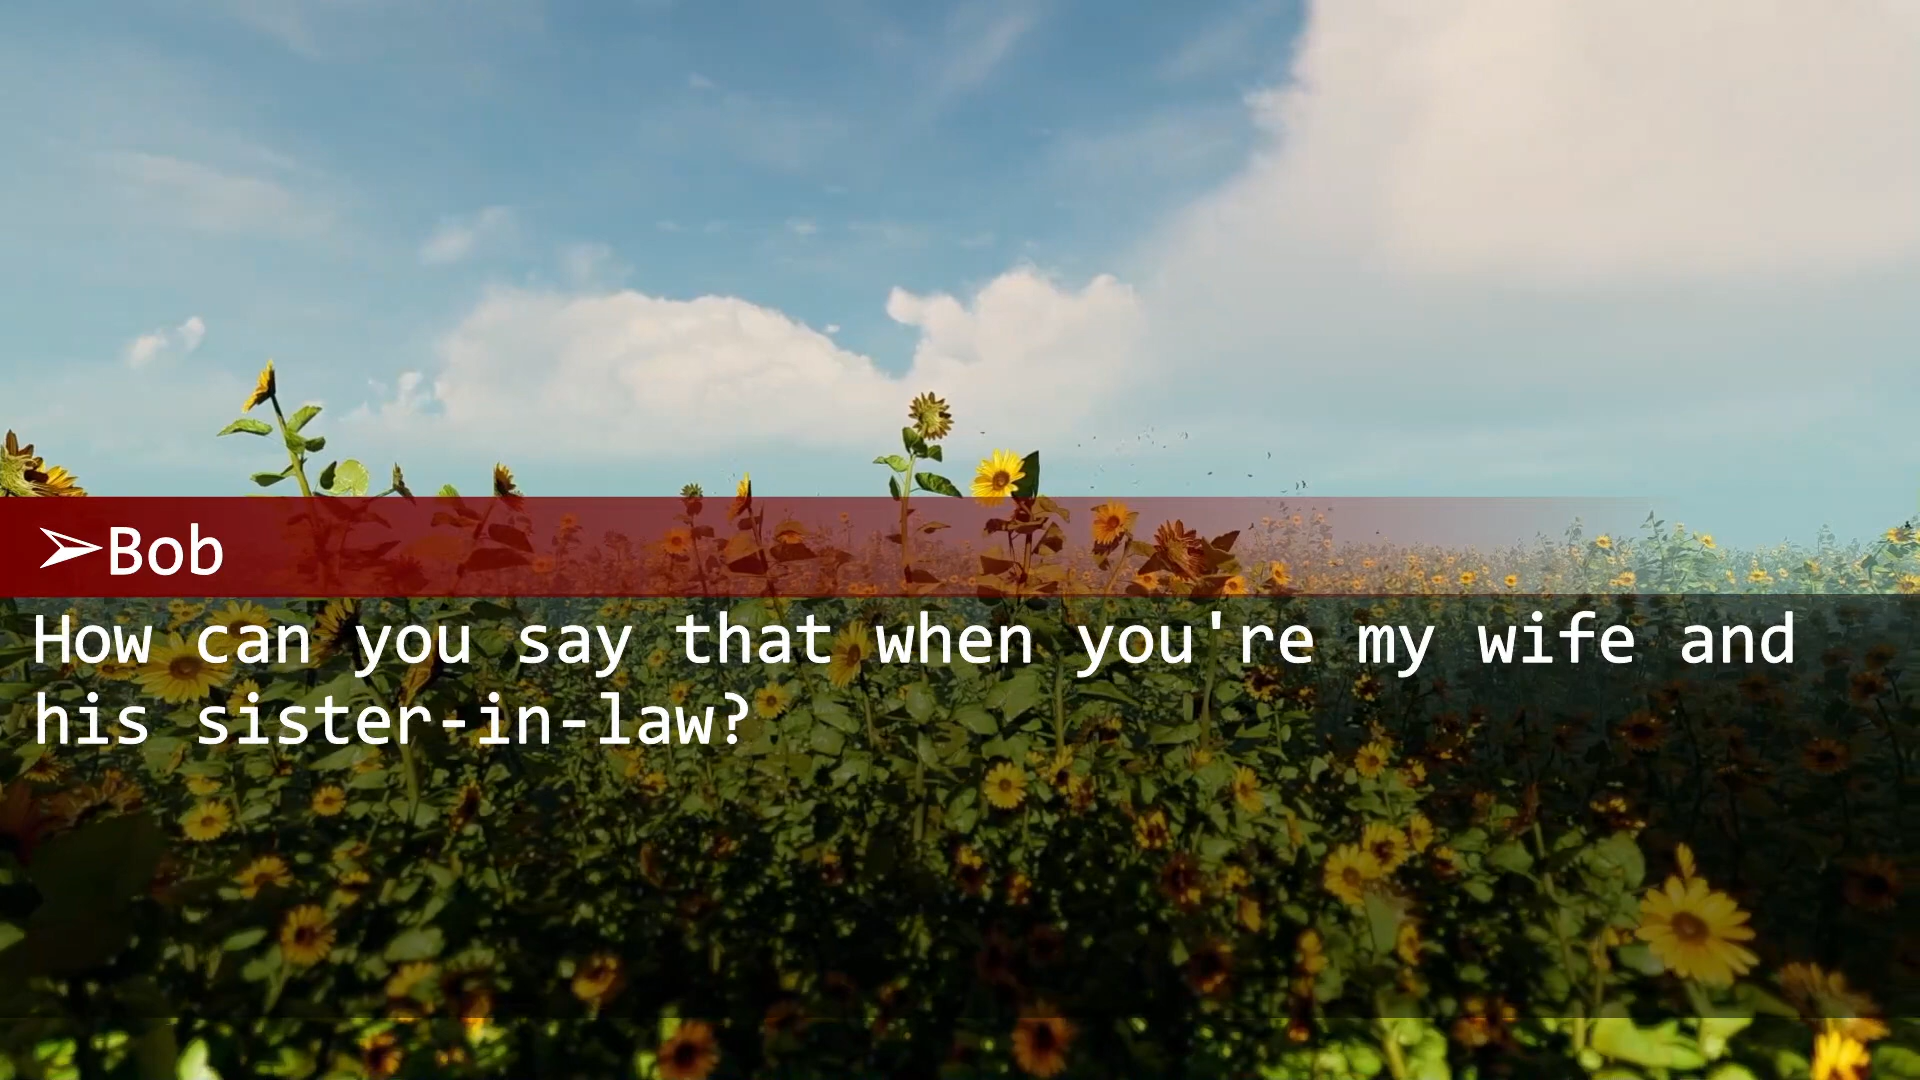 ➢Bob
How can you say that when you're my wife and
his sister-in-law?